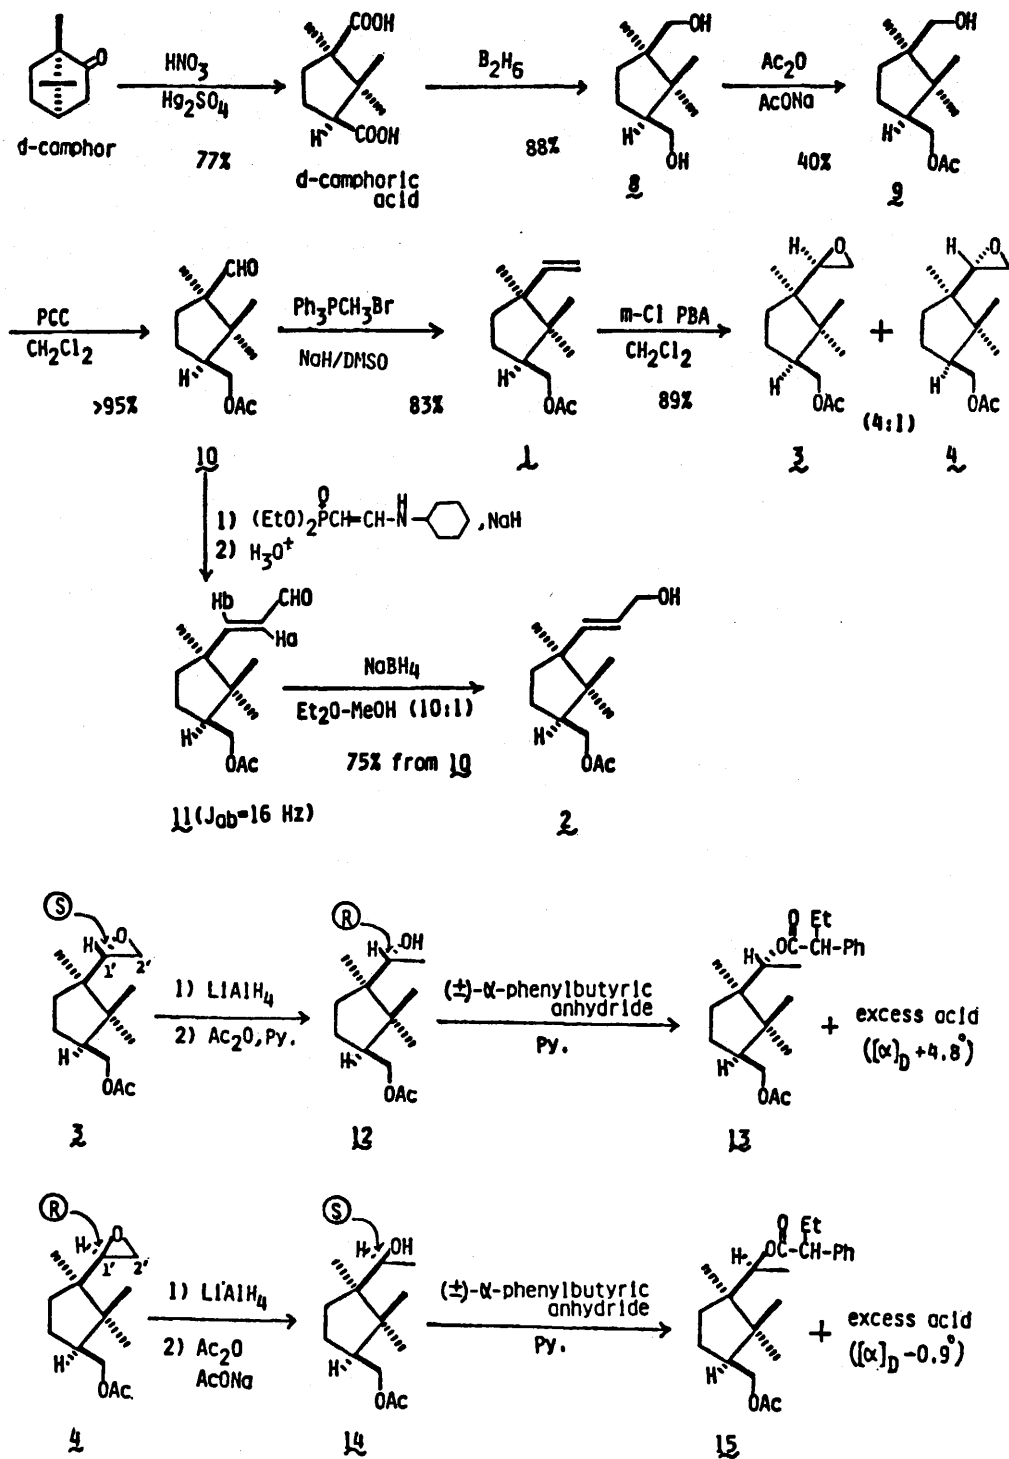 COOH
COOH
H
O
d-camphor
HNO3
Hg2SO4
77%
d-camphoric
acid
B2H6
88%
OH
H
OH
8
Ac2O
AcONa
40%
OH
H
OAc
9
PCC
CH2Cl2
>95%
CHO
H
OAc
10
Ph3PCH3Br
NaH/DMSO
83%
H
OAc
1
m-Cl PBA
CH2Cl2
89%
H O
H
OAc
3
+
(4:1)
H O
H
OAc
4
1) (EtO)2PCH=CH-N , NaH
O
H
2) H3O+
Hb CHO
Ha
H
OAc
11 (Jab=16 Hz)
NaBH4
Et2O-MeOH (10:1)
75% from 10
OH
H
OAc
2
S
H O
1' 2'
H
OAc
3
1) LiAlH4
2) Ac2O, Py.
R
H OH
H
OAc
12
(±)-α-phenylbutyric
anhydride
Py.
O Et
H OC-CH-Ph
H
OAc
13
+ excess acid
([α]D +4.8°)
R
H O
1' 2'
H
OAc
4
1) LiAlH4
2) Ac2O
AcONa
S
H OH
H
OAc
14
(±)-α-phenylbutyric
anhydride
Py.
O Et
H OC-CH-Ph
H
OAc
15
+ excess acid
([α]D -0.9°)